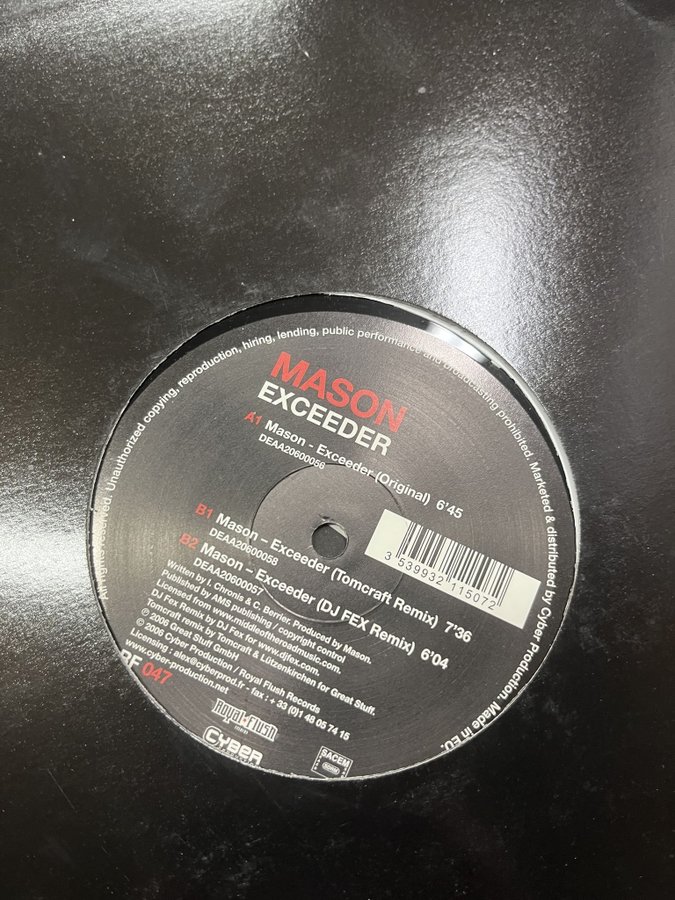 All rights reserved. Unauthorized copying, reproduction, hiring, lending, public performance and broadcasting prohibited. Marketed & distributed by Cyber Production. Made in EU.
MASON
EXCEEDER
A1 Mason - Exceeder (Original) 6'45
DEAA20600056
3 539932 115072
B1 Mason - Exceeder (Tomcraft Remix) 7'36
DEAA20600058
B2 Mason - Exceeder (DJ FEX Remix) 6'04
DEAA20600057
Written by I. Chronis & C. Berrier. Produced by Mason.
Published by AMS publishing / copyright control
Licensed from www.middleoftheroadmusic.com.
DJ Fex Remix by DJ Fex for www.djfex.com.
Tomcraft remix by Tomcraft & Lützenkirchen for Great Stuff.
℗ 2006 Great Stuff GmbH
© 2006 Cyber Production / Royal Flush Records
Licensing : alex@cyberprod.fr - fax : + 33 (0)1 48 05 74 15
www.cyber-production.net
RF 047
Royal Flush
CYBER
SACEM